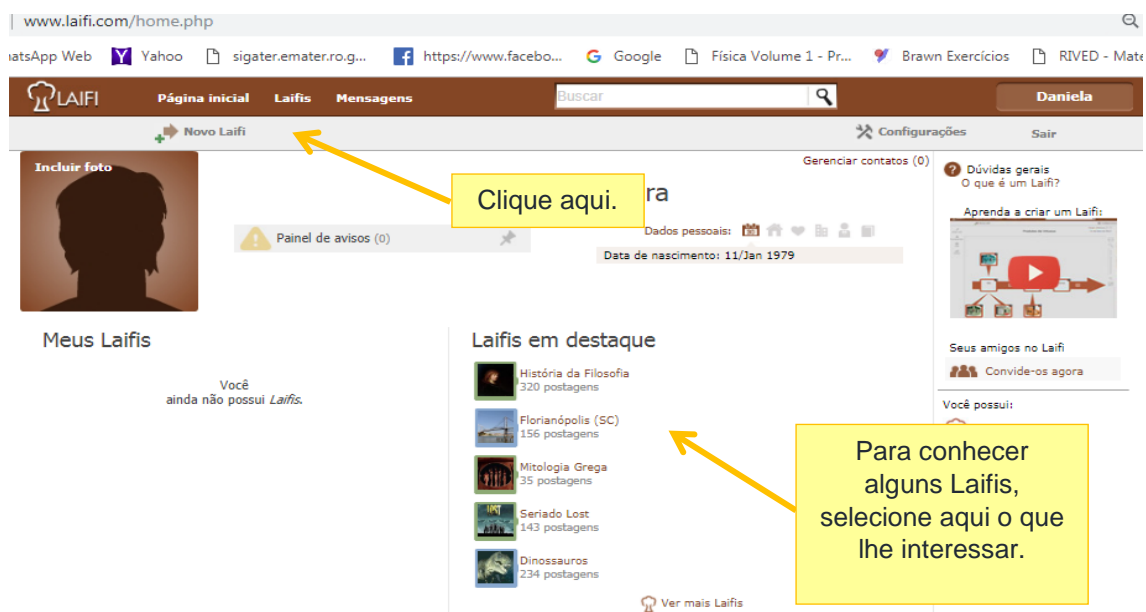 www.laifi.com/home.php
hatsApp Web Yahoo sigater.emater.ro.g... https://www.facebo... Google Física Volume 1 - Pr... Brawn Exercícios RIVED - Mate
LAIFI Página inicial Laifis Mensagens Buscar Daniela
Novo Laifi Configurações Sair
Incluir foto
Gerenciar contatos (0)
Clique aqui.
ra
Painel de avisos (0)
Dados pessoais:
Data de nascimento: 11/Jan 1979
Dúvidas gerais
O que é um Laifi?
Aprenda a criar um Laifi:
Meus Laifis
Você
ainda não possui Laifis.
Laifis em destaque
História da Filosofia
320 postagens
Florianópolis (SC)
156 postagens
Mitologia Grega
35 postagens
LOST
Seriado Lost
143 postagens
Dinossauros
234 postagens
Ver mais Laifis
Seus amigos no Laifi
Convide-os agora
Você possui:
Para conhecer
alguns Laifis,
selecione aqui o que
lhe interessar.